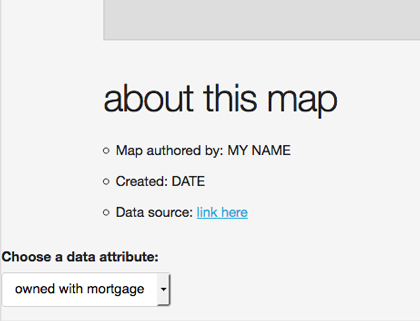 about this map
Map authored by: MY NAME
Created: DATE
Data source: link here
Choose a data attribute:
owned with mortgage